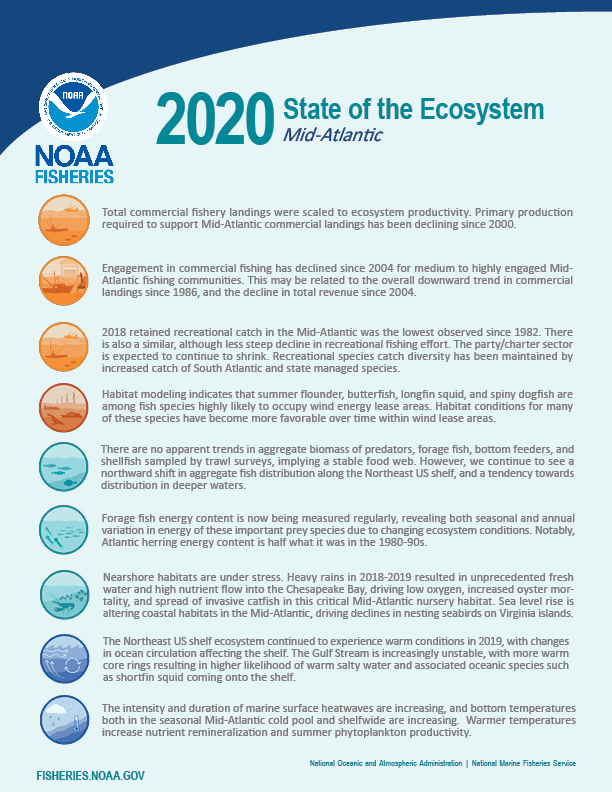 2020 State of the Ecosystem
Mid-Atlantic
NOAA
NOAA
FISHERIES
Total commercial fishery landings were scaled to ecosystem productivity. Primary production
required to support Mid-Atlantic commercial landings has been declining since 2000.
Engagement in commercial fishing has declined since 2004 for medium to highly engaged Mid-
Atlantic fishing communities. This may be related to the overall downward trend in commercial
landings since 1986, and the decline in total revenue since 2004.
2018 retained recreational catch in the Mid-Atlantic was the lowest observed since 1982. There
is also a similar, although less steep decline in recreational fishing effort. The party/charter sector
is expected to continue to shrink. Recreational species catch diversity has been maintained by
increased catch of South Atlantic and state managed species.
Habitat modeling indicates that summer flounder, butterfish, longfin squid, and spiny dogfish are
among fish species highly likely to occupy wind energy lease areas. Habitat conditions for many
of these species have become more favorable over time within wind lease areas.
There are no apparent trends in aggregate biomass of predators, forage fish, bottom feeders, and
shellfish sampled by trawl surveys, implying a stable food web. However, we continue to see a
northward shift in aggregate fish distribution along the Northeast US shelf, and a tendency towards
distribution in deeper waters.
Forage fish energy content is now being measured regularly, revealing both seasonal and annual
variation in energy of these important prey species due to changing ecosystem conditions. Notably,
Atlantic herring energy content is half what it was in the 1980-90s.
Nearshore habitats are under stress. Heavy rains in 2018-2019 resulted in unprecedented fresh
water and high nutrient flow into the Chesapeake Bay, driving low oxygen, increased oyster mor-
tality, and spread of invasive catfish in this critical Mid-Atlantic nursery habitat. Sea level rise is
altering coastal habitats in the Mid-Atlantic, driving declines in nesting seabirds on Virginia islands.
The Northeast US shelf ecosystem continued to experience warm conditions in 2019, with changes
in ocean circulation affecting the shelf. The Gulf Stream is increasingly unstable, with more warm
core rings resulting in higher likelihood of warm salty water and associated oceanic species such
as shortfin squid coming onto the shelf.
The intensity and duration of marine surface heatwaves are increasing, and bottom temperatures
both in the seasonal Mid-Atlantic cold pool and shelfwide are increasing. Warmer temperatures
increase nutrient remineralization and summer phytoplankton productivity.
National Oceanic and Atmospheric Administration | National Marine Fisheries Service
FISHERIES.NOAA.GOV